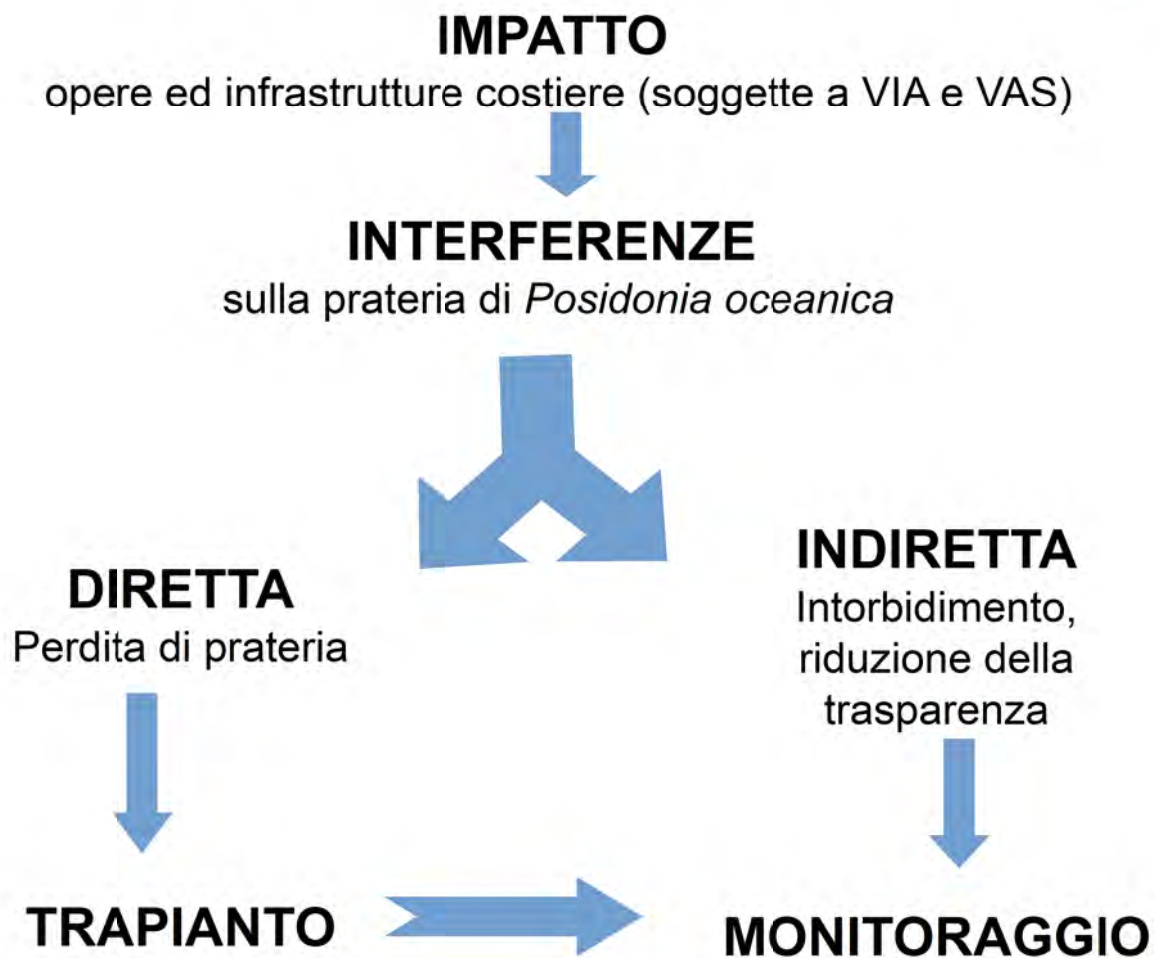 IMPATTO
opere ed infrastrutture costiere (soggette a VIA e VAS)
INTERFERENZE
sulla prateria di Posidonia oceanica
DIRETTA
Perdita di prateria
INDIRETTA
Intorbidimento,
riduzione della
trasparenza
TRAPIANTO
MONITORAGGIO